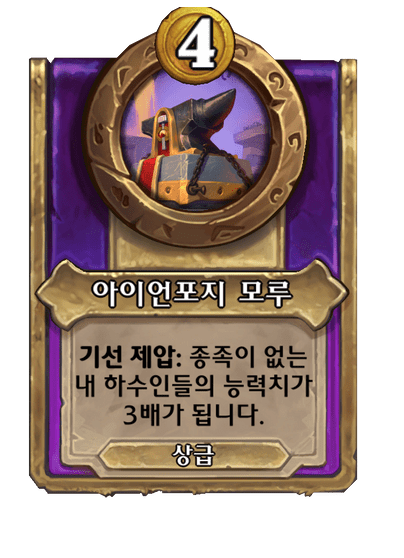 4
아이언포지 모루
기선 제압: 종족이 없는
내 하수인들의 능력치가
3배가 됩니다.
상급